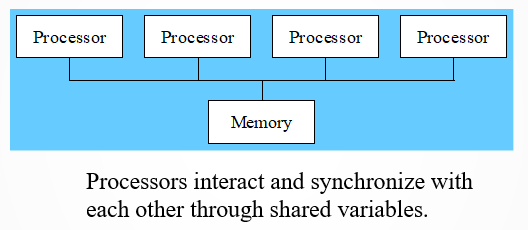 Processor Processor Processor Processor
Memory
Processors interact and synchronize with
each other through shared variables.